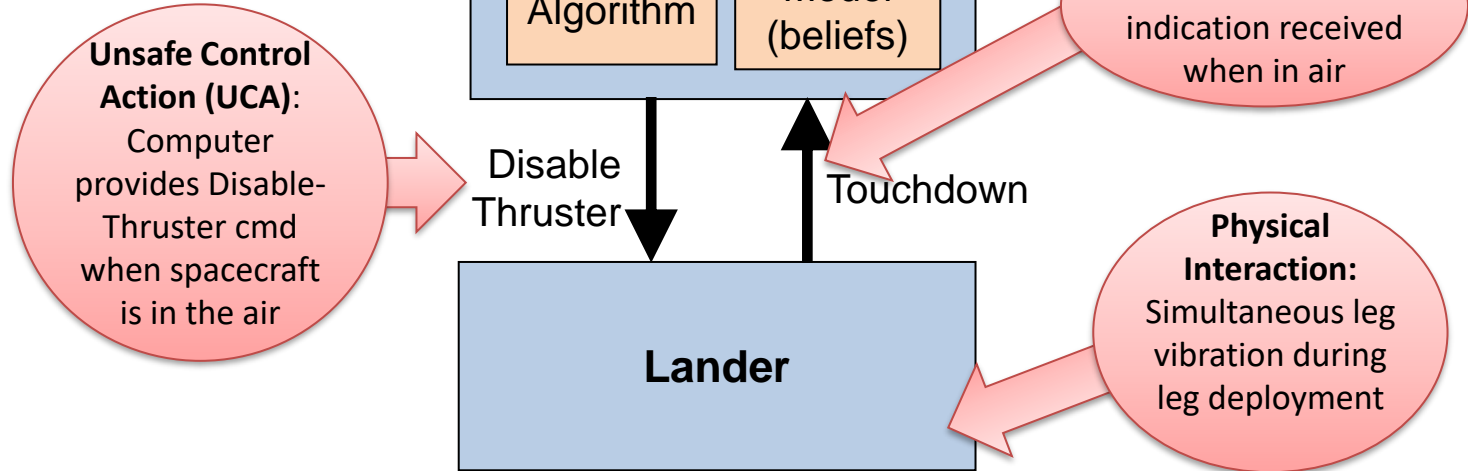 Algorithm
Model
(beliefs)
indication received
when in air
Unsafe Control
Action (UCA):
Computer
provides Disable-
Thruster cmd
when spacecraft
is in the air
Disable
Thruster
Touchdown
Physical
Interaction:
Simultaneous leg
vibration during
leg deployment
Lander